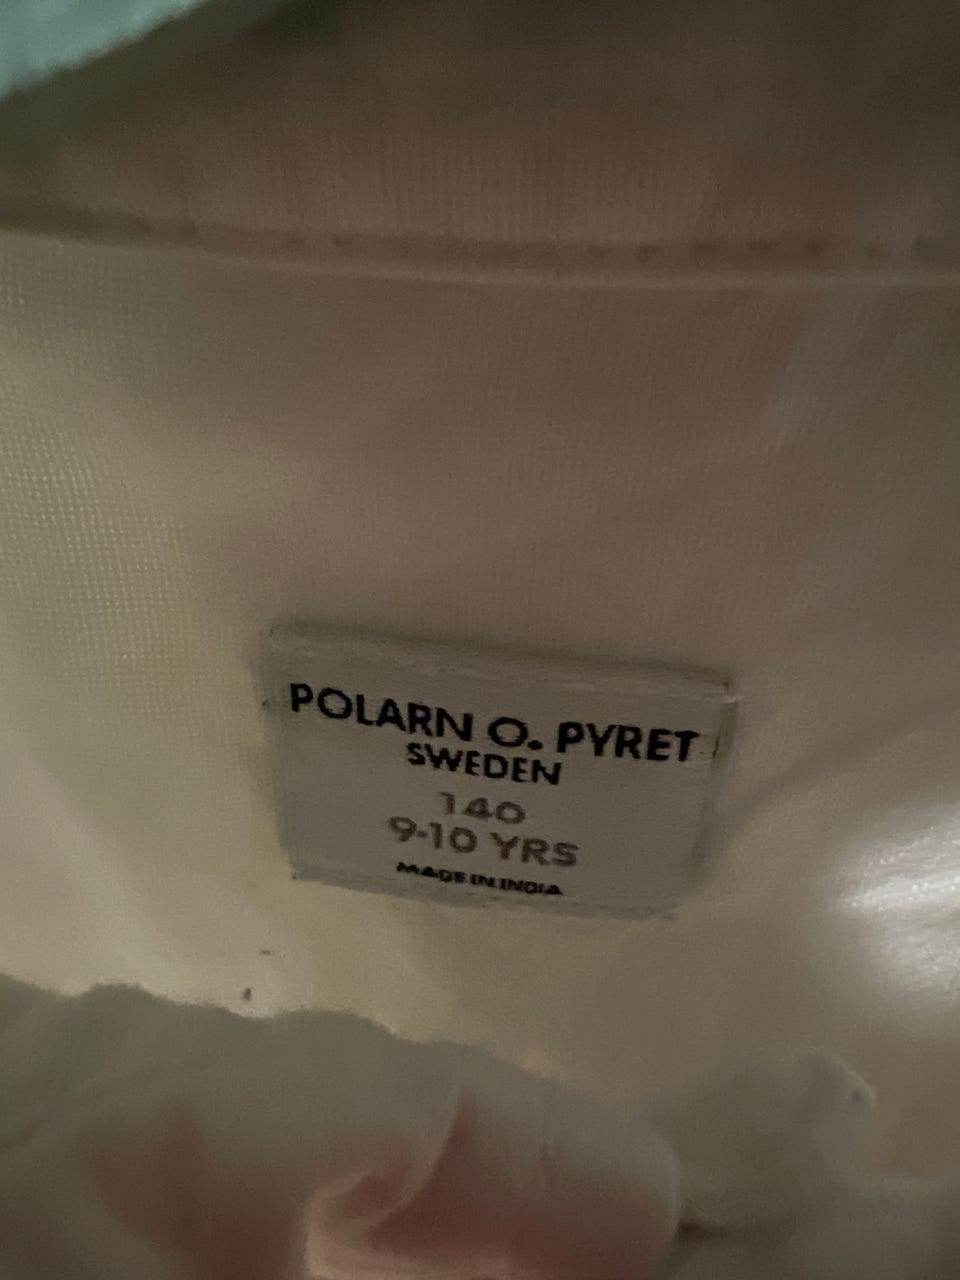 POLARN O. PYRET
SWEDEN
140
9-10 YRS
MADE IN INDIA